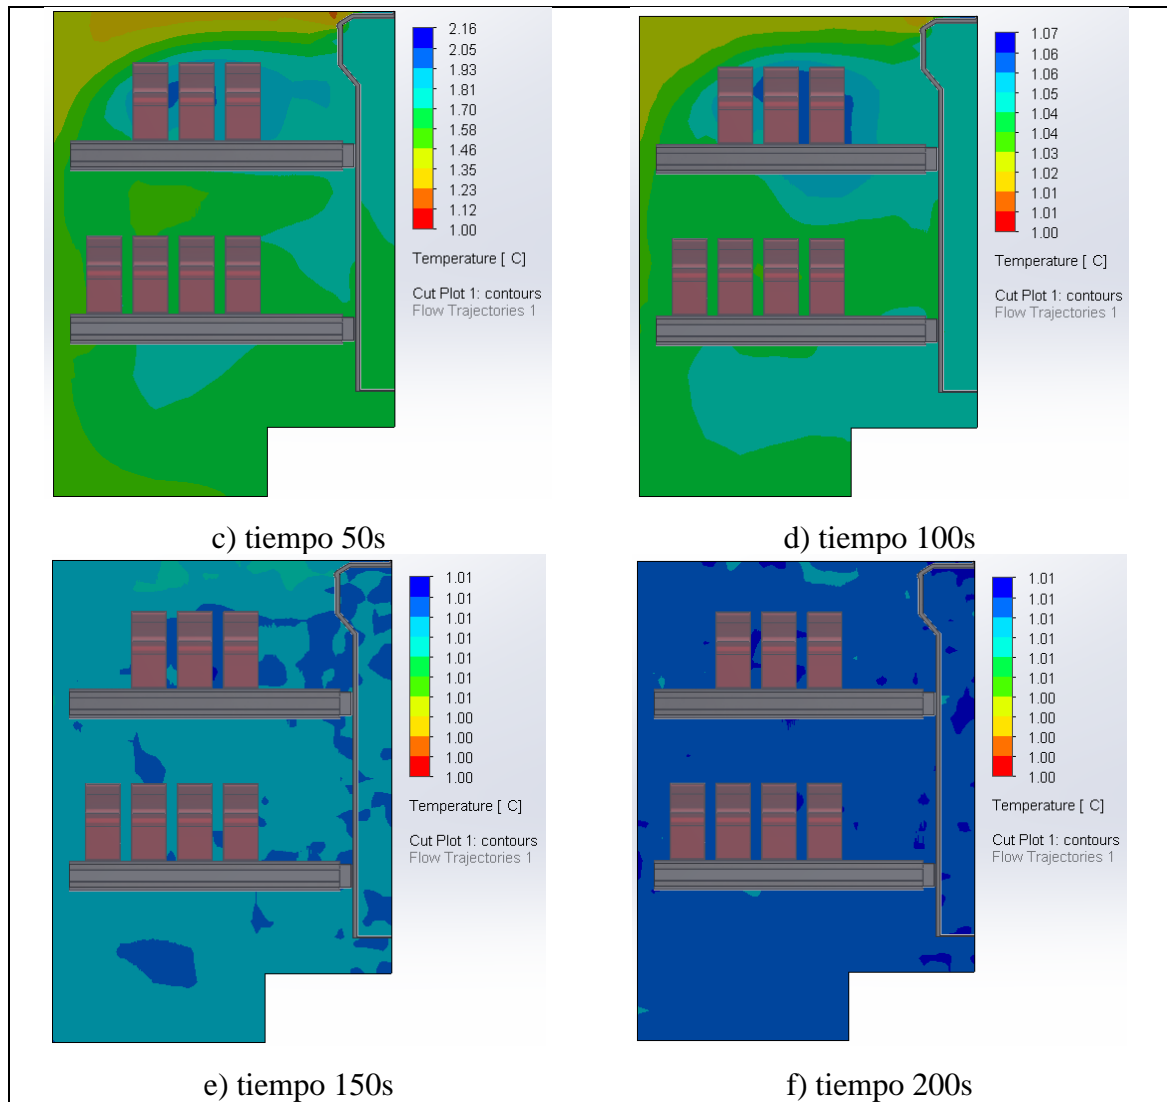 2.16
2.05
1.93
1.81
1.70
1.58
1.46
1.35
1.23
1.12
1.00
Temperature [ C]
Cut Plot 1: contours
Flow Trajectories 1
c) tiempo 50s
1.07
1.06
1.06
1.05
1.04
1.04
1.03
1.02
1.01
1.01
1.00
Temperature [ C]
Cut Plot 1: contours
Flow Trajectories 1
d) tiempo 100s
1.01
1.01
1.01
1.01
1.01
1.01
1.01
1.00
1.00
1.00
1.00
Temperature [ C]
Cut Plot 1: contours
Flow Trajectories 1
e) tiempo 150s
1.01
1.01
1.01
1.01
1.01
1.01
1.00
1.00
1.00
1.00
1.00
Temperature [ C]
Cut Plot 1: contours
Flow Trajectories 1
f) tiempo 200s